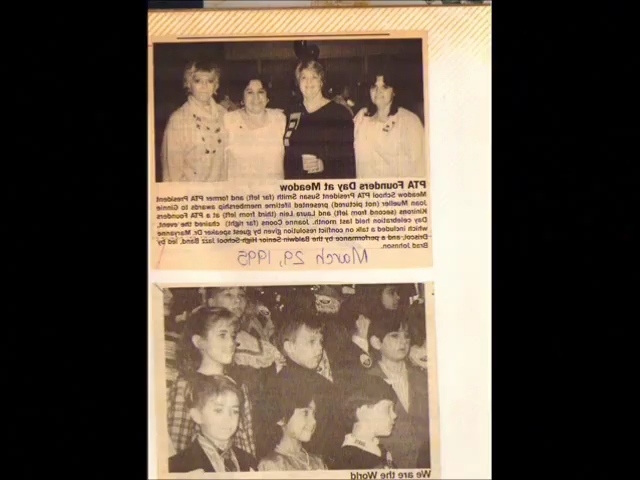 PTA Founders Day at Meadow
Meadow School PTA President Susan Smith (far left) and former PTA President
Joan Mueller (not pictured) presented lifetime membership awards to Ginnie
Kininnis (second from left) and Laura Lein (third from left) at a PTA Founders
Day celebration held last month. Joanne Coons (far right) chaired the event,
which included a talk on conflict resolution given by guest speaker Dr. Maryanne
Driscol, and a performance by the Baldwin Senior High School Jazz Band, led by
Brad Johnson.
March 29, 1995
We are the World